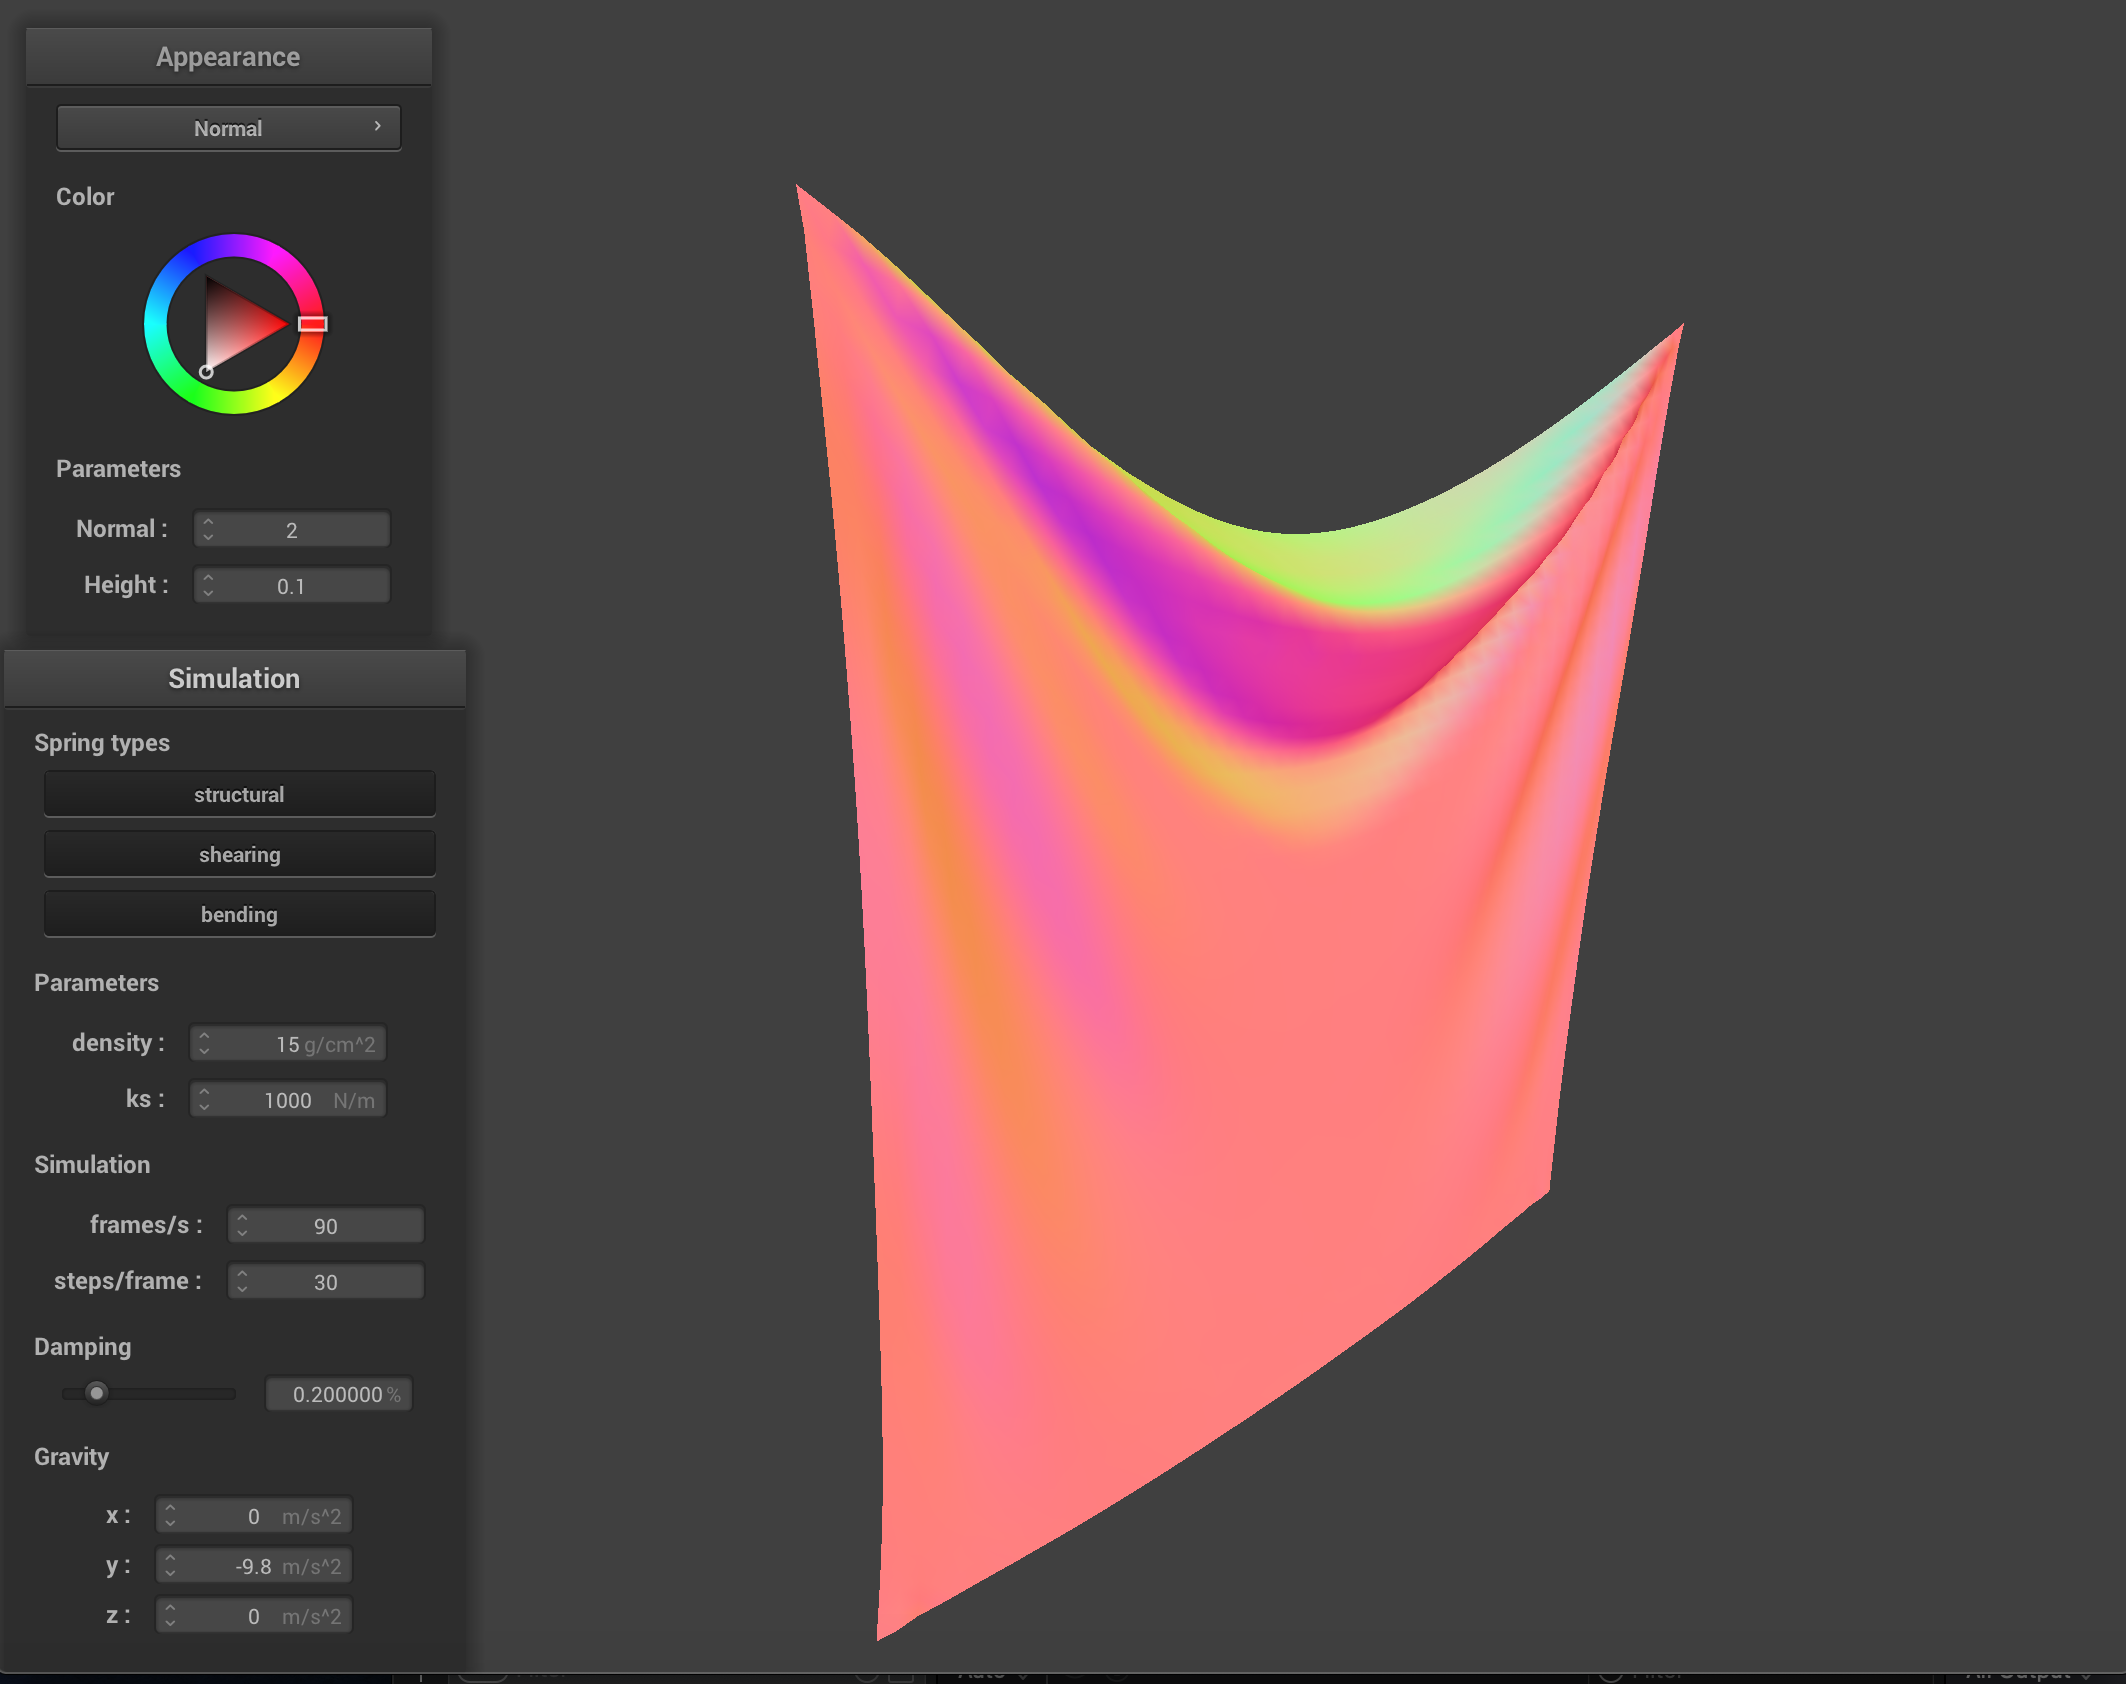 Appearance
Normal
Color
Parameters
Normal : 2
Height : 0.1
Simulation
Spring types
structural
shearing
bending
Parameters
density : 15 g/cm^2
ks : 1000 N/m
Simulation
frames/s : 90
steps/frame : 30
Damping
0.200000 %
Gravity
x : 0 m/s^2
y : -9.8 m/s^2
z : 0 m/s^2